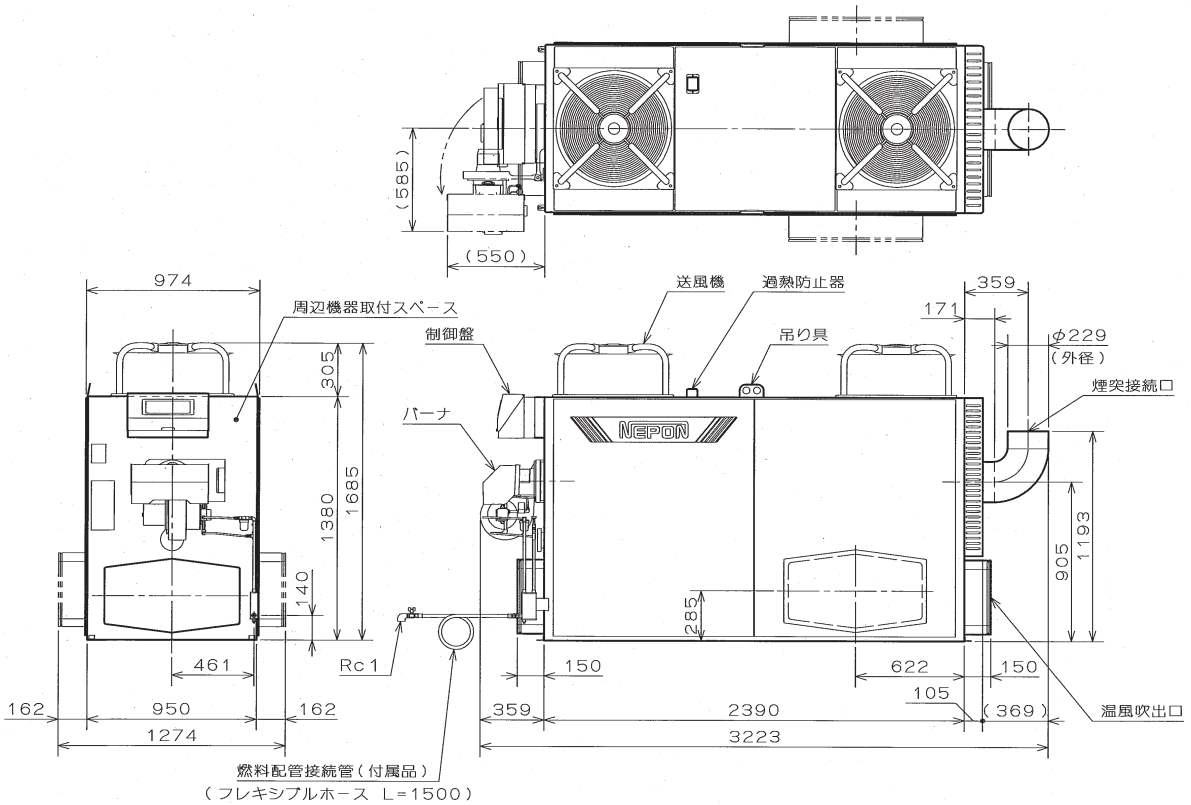 (585)
(550)
974
周辺機器取付スペース
305
1380
1685
140
461
162
950
162
1274
送風機
過熱防止器
吊り具
制御盤
バーナ
NEPON
359
171
φ229
(外径)
煙突接続口
1193
905
285
Rc1
150
622
150
105
359
2390
(369)
3223
温風吹出口
燃料配管接続管(付属品)
(フレキシブルホース L=1500)